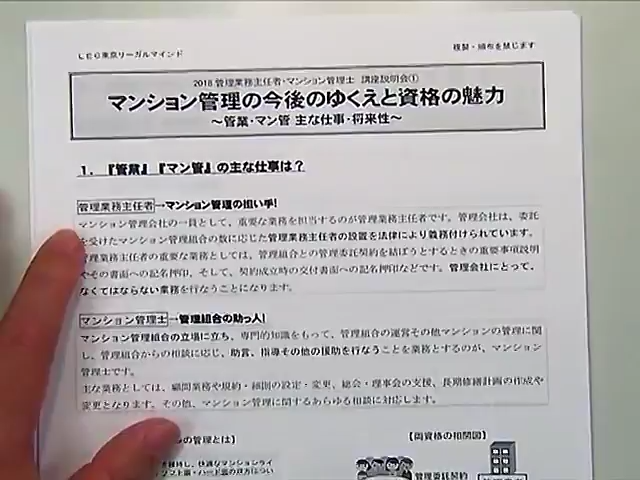 LEC東京リーガルマインド
複製・頒布を禁じます
2018 管理業務主任者・マンション管理士 講座説明会①
マンション管理の今後のゆくえと資格の魅力
～管業・マン管 主な仕事・将来性～
1．『管業』『マン管』の主な仕事は？
管理業務主任者→マンション管理の担い手！
マンション管理会社の一員として、重要な業務を担当するのが管理業務主任者です。管理会社は、委託
を受けたマンション管理組合の数に応じた管理業務主任者の設置を法律により義務付けられています。
管理業務主任者の重要な業務としては、管理組合との管理委託契約を結ぼうとするときの重要事項説明
やその書面への記名押印、そして、契約成立時の交付書面への記名押印などです。管理会社にとって、
なくてはならない業務を行なうことになります。
マンション管理士→管理組合の助っ人！
マンション管理組合の立場に立ち、専門的知識をもって、管理組合の運営その他マンションの管理に関
し、管理組合からの相談に応じ、助言、指導その他の援助を行なうことを業務とするのが、マンション
管理士です。
主な業務としては、顧問業務や規約・細則の設定・変更、総会・理事会の支援、長期修繕計画の作成や
変更となります。その他、マンション管理に関するあらゆる相談に対応します。
の管理とは】
【両資格の相関図】
維持し、快適なマンションライ
ソフト面・ハード面の双方につい
管理委託契約